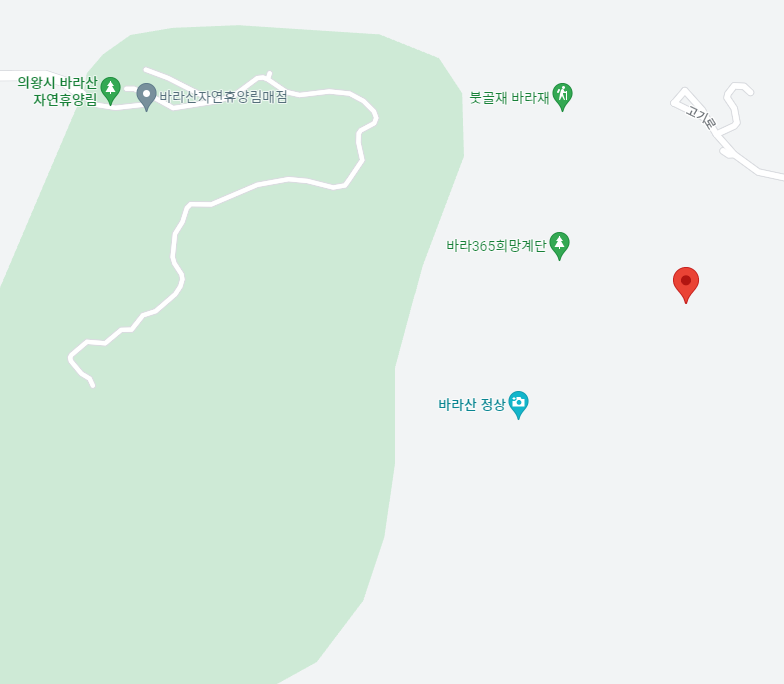 의왕시 바라산
자연휴양림
바라산자연휴양림매점
붓골재 바라재
고기로
바라365희망계단
바라산 정상